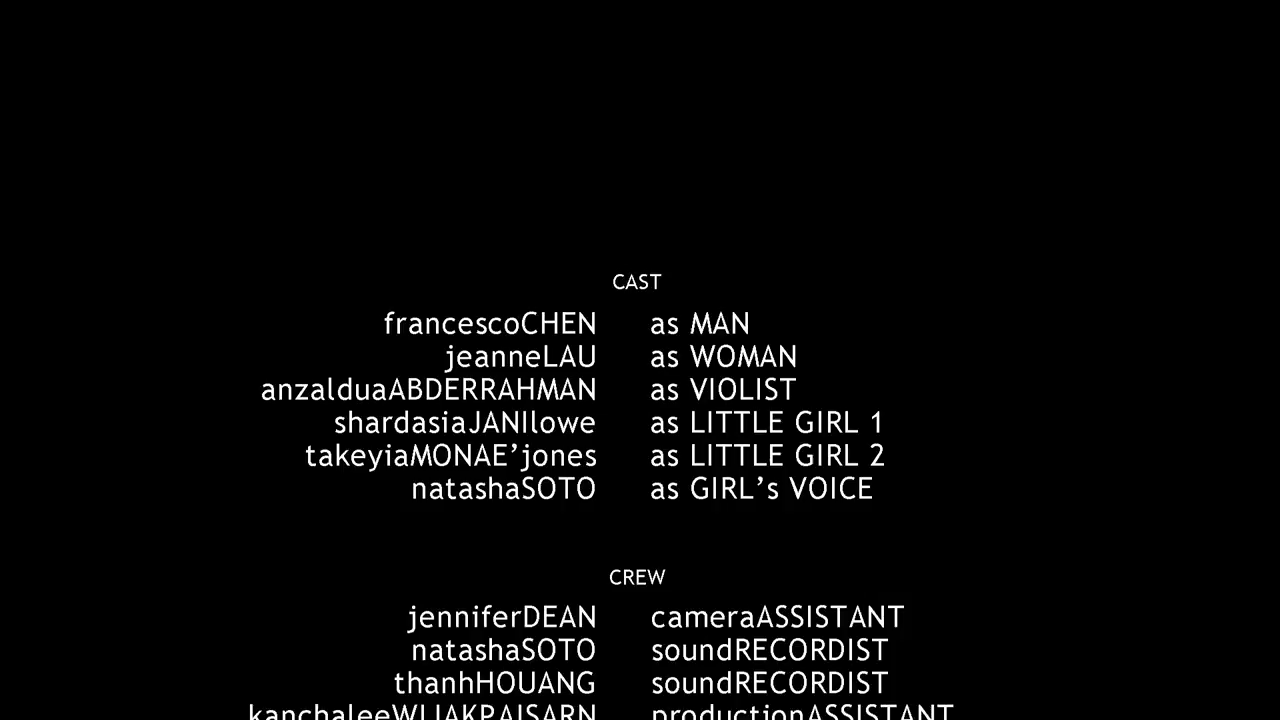 CAST
francescoCHEN as MAN
jeanneLAU as WOMAN
anzalduaABDERRAHMAN as VIOLIST
shardasiaJANIlowe as LITTLE GIRL 1
takeyiaMONAE’jones as LITTLE GIRL 2
natashaSOTO as GIRL’s VOICE
CREW
jenniferDEAN cameraASSISTANT
natashaSOTO soundRECORDIST
thanhHOUANG soundRECORDIST
productionASSISTANT